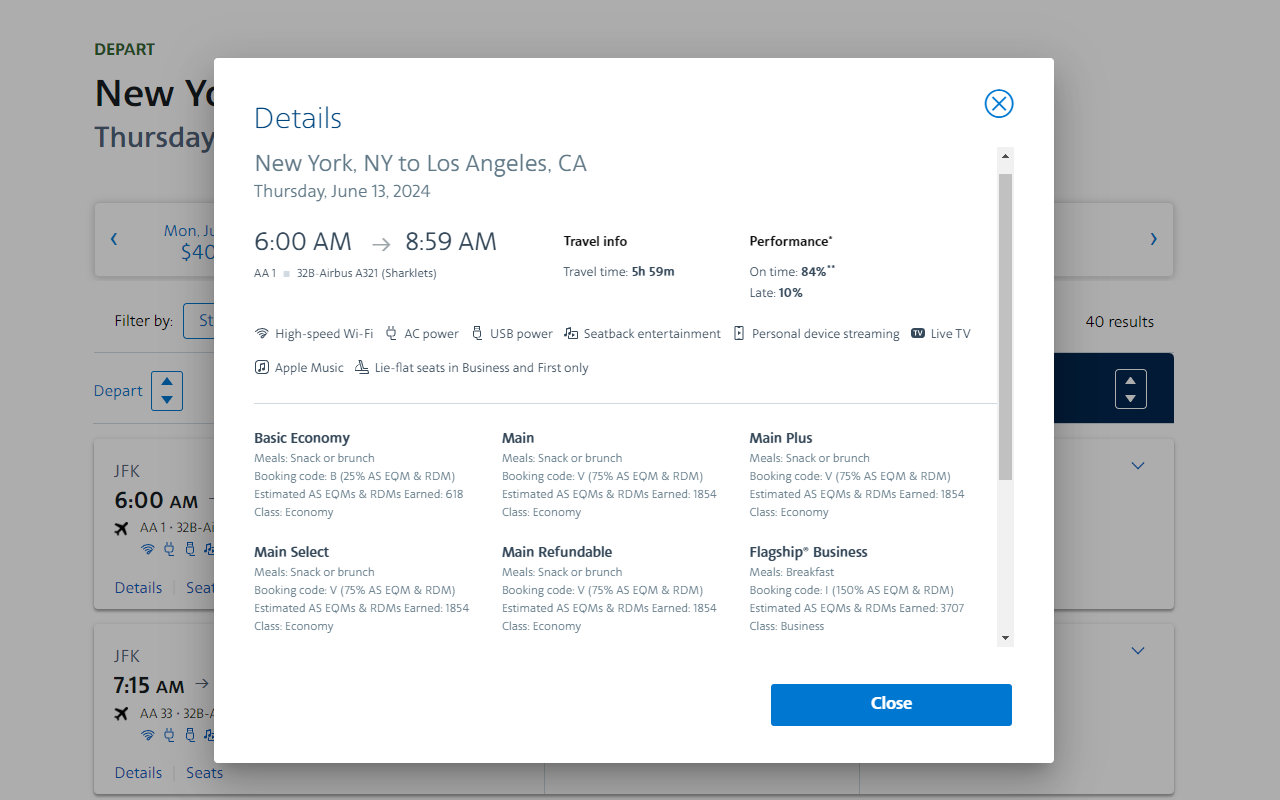 DEPART
New Yo
Thursday
Details
New York, NY to Los Angeles, CA
Thursday, June 13, 2024
6:00 AM → 8:59 AM
AA 1 ■ 32B-Airbus A321 (Sharklets)
Travel info
Travel time: 5h 59m
Performance*
On time: 84%**
Late: 10%
High-speed Wi-Fi AC power USB power Seatback entertainment Personal device streaming TV Live TV
Apple Music Lie-flat seats in Business and First only
Basic Economy
Meals: Snack or brunch
Booking code: B (25% AS EQM & RDM)
Estimated AS EQMs & RDMs Earned: 618
Class: Economy
Main
Meals: Snack or brunch
Booking code: V (75% AS EQM & RDM)
Estimated AS EQMs & RDMs Earned: 1854
Class: Economy
Main Plus
Meals: Snack or brunch
Booking code: V (75% AS EQM & RDM)
Estimated AS EQMs & RDMs Earned: 1854
Class: Economy
Main Select
Meals: Snack or brunch
Booking code: V (75% AS EQM & RDM)
Estimated AS EQMs & RDMs Earned: 1854
Class: Economy
Main Refundable
Meals: Snack or brunch
Booking code: V (75% AS EQM & RDM)
Estimated AS EQMs & RDMs Earned: 1854
Class: Economy
Flagship® Business
Meals: Breakfast
Booking code: I (150% AS EQM & RDM)
Estimated AS EQMs & RDMs Earned: 3707
Class: Business
Close
Mon, Ju
$40
Filter by: St
40 results
Depart
JFK
6:00 AM
AA 1 · 32B-Ai
Details Seat
JFK
7:15 AM →
AA 33 · 32B-A
Details Seats